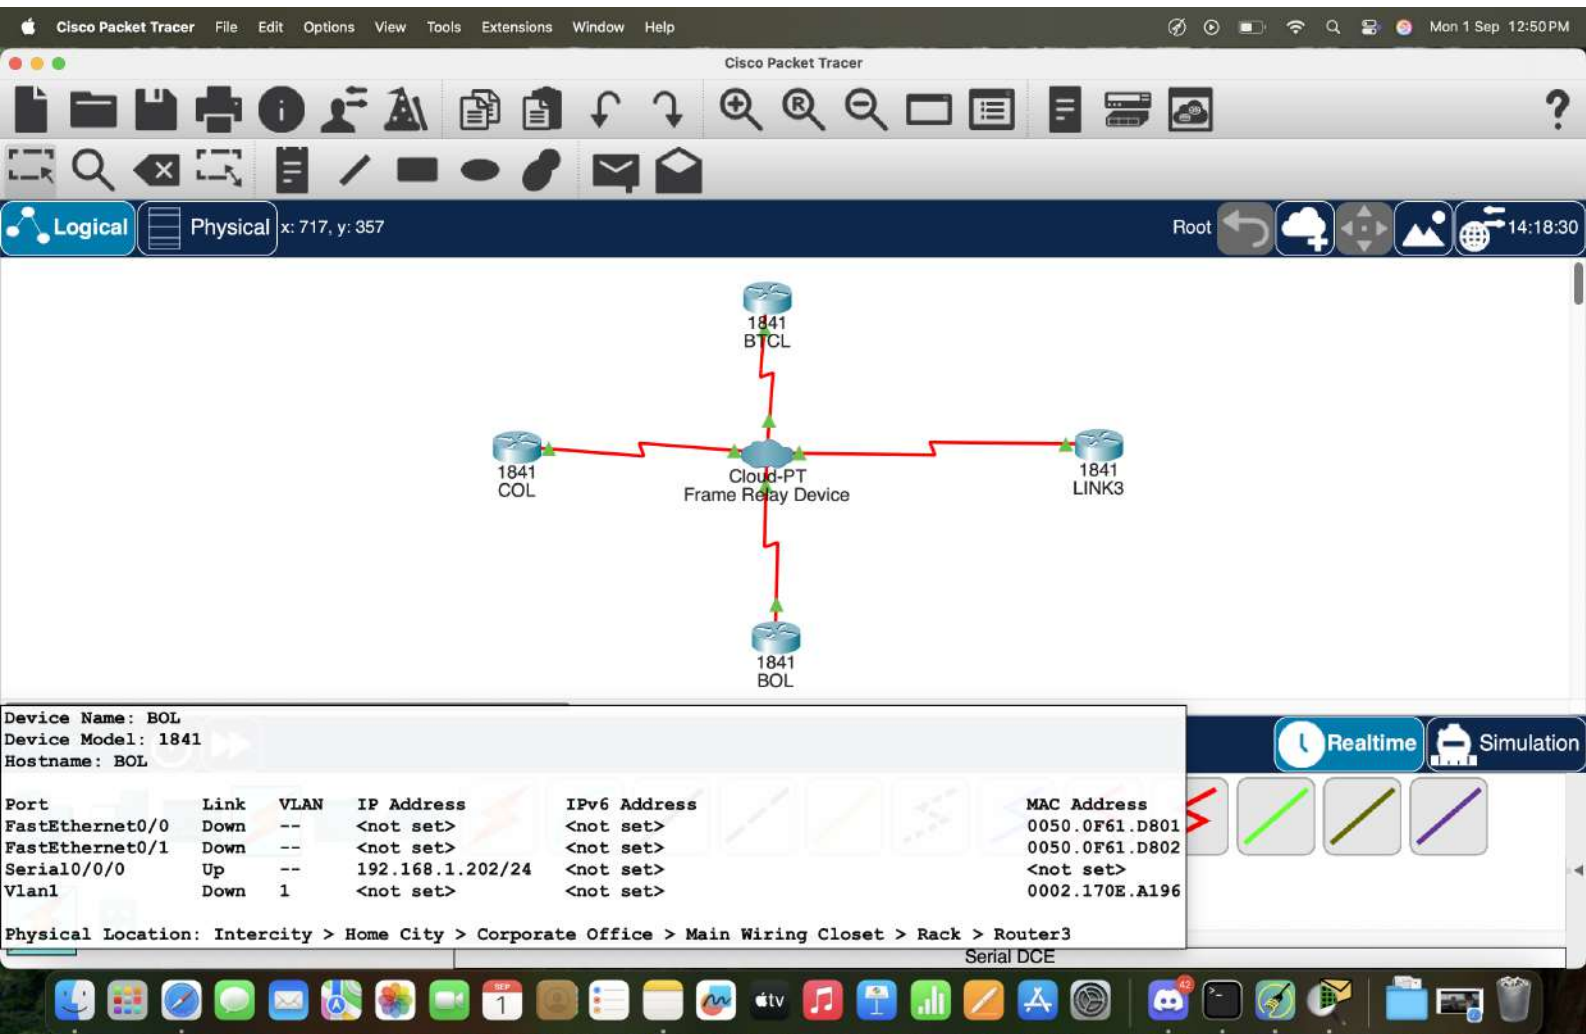 Cisco Packet Tracer File Edit Options View Tools Extensions Window Help Mon 1 Sep 12:50 PM
Cisco Packet Tracer
Logical Physical x: 717, y: 357 Root 14:18:30
1841
BTCL
1841
COL
Cloud-PT
Frame Relay Device
1841
LINK3
1841
BOL
Device Name: BOL
Device Model: 1841
Hostname: BOL
Realtime Simulation
Port Link VLAN IP Address IPv6 Address MAC Address
FastEthernet0/0 Down -- <not set> <not set> 0050.0F61.D801
FastEthernet0/1 Down -- <not set> <not set> 0050.0F61.D802
Serial0/0/0 Up -- 192.168.1.202/24 <not set> <not set>
Vlan1 Down 1 <not set> <not set> 0002.170E.A196
Physical Location: Intercity > Home City > Corporate Office > Main Wiring Closet > Rack > Router3
Serial DCE
SEP
1
tv
42